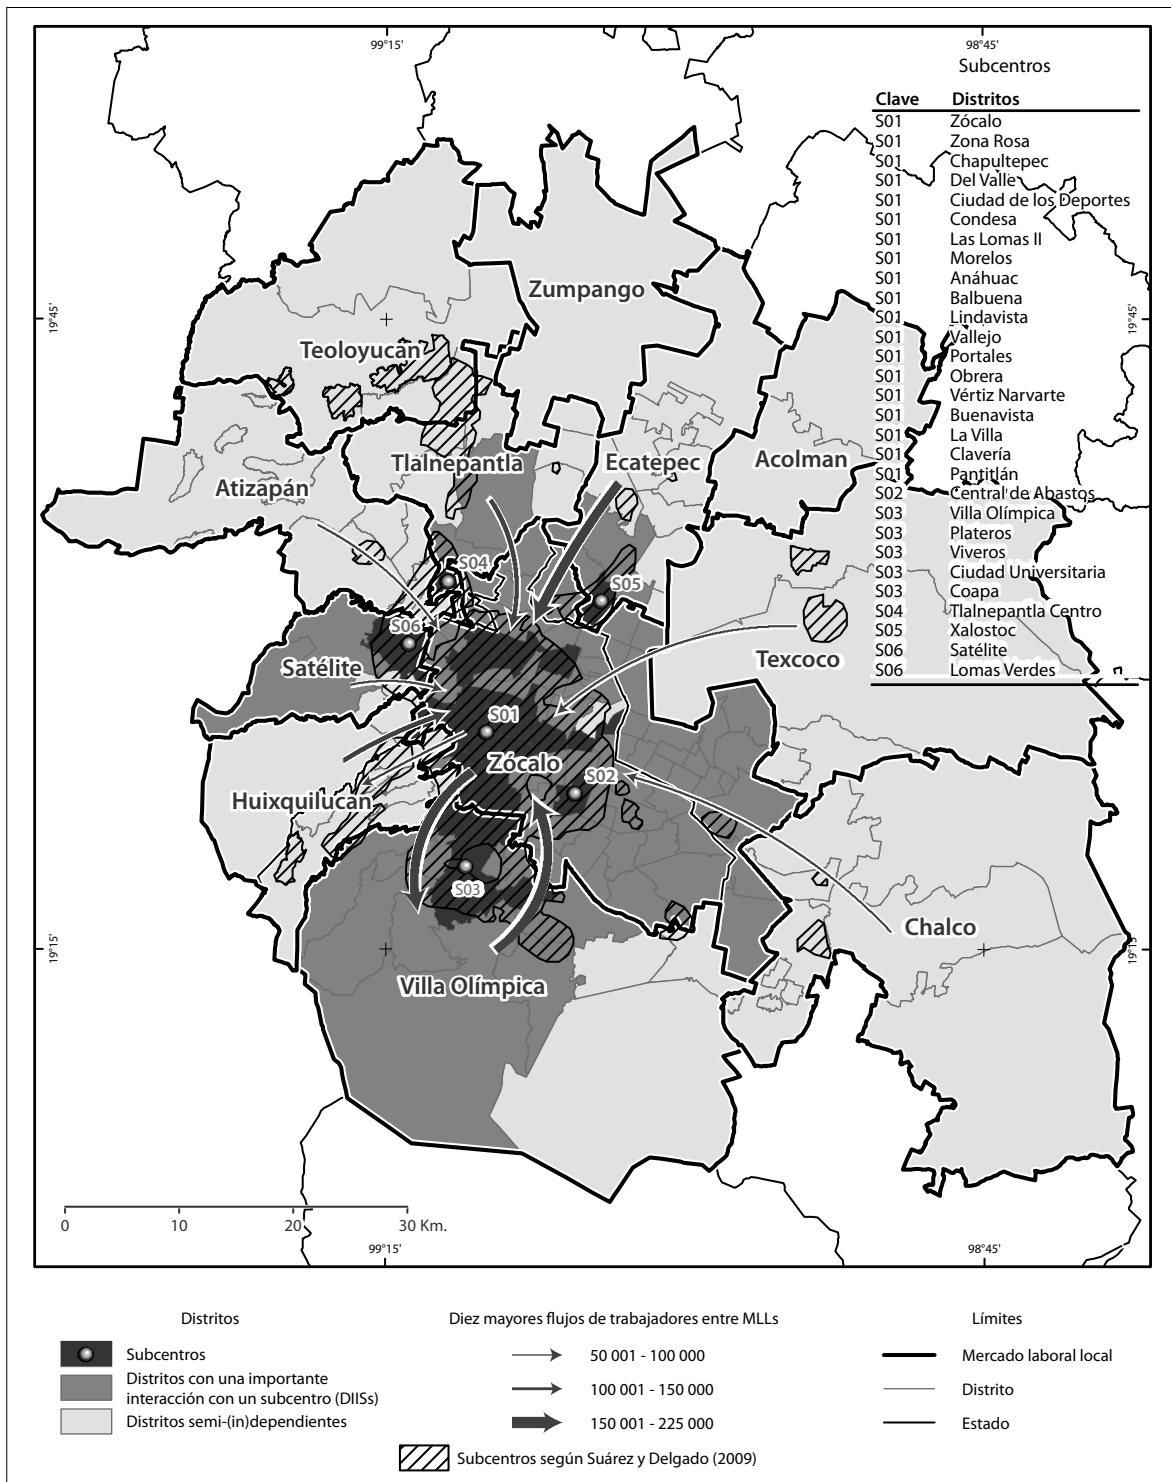 99°15'
98°45'
Subcentros
Clave Distritos
S01 Zócalo
S01 Zona Rosa
S01 Chapultepec
S01 Del Valle
S01 Ciudad de los Deportes
S01 Condesa
S01 Las Lomas II
S01 Morelos
S01 Anáhuac
S01 Balbuena
S01 Lindavista
S01 Vallejo
S01 Portales
S01 Obrera
S01 Vértiz Narvarte
S01 Buenavista
S01 La Villa
S01 Clavería
S01 Pantitlán
S02 Central de Abastos
S03 Villa Olímpica
S03 Plateros
S03 Viveros
S03 Ciudad Universitaria
S03 Coapa
S04 Tlalnepantla Centro
S05 Xalostoc
S06 Satélite
S06 Lomas Verdes
19°45'
19°45'
Zumpango
Teoloyucán
Tlalnepantla
Ecatepec
Acolman
Atizapán
S04
S05
S06
Satélite
Texcoco
S01
Zócalo
S02
Huixquilucan
S03
Chalco
19°15'
19°15'
Villa Olímpica
0 10 20 30 Km.
99°15'
98°45'
Distritos
Subcentros
Distritos con una importante
interacción con un subcentro (DIISs)
Distritos semi-(in)dependientes
Diez mayores flujos de trabajadores entre MLLs
50 001 - 100 000
100 001 - 150 000
150 001 - 225 000
Límites
Mercado laboral local
Distrito
Estado
Subcentros según Suárez y Delgado (2009)